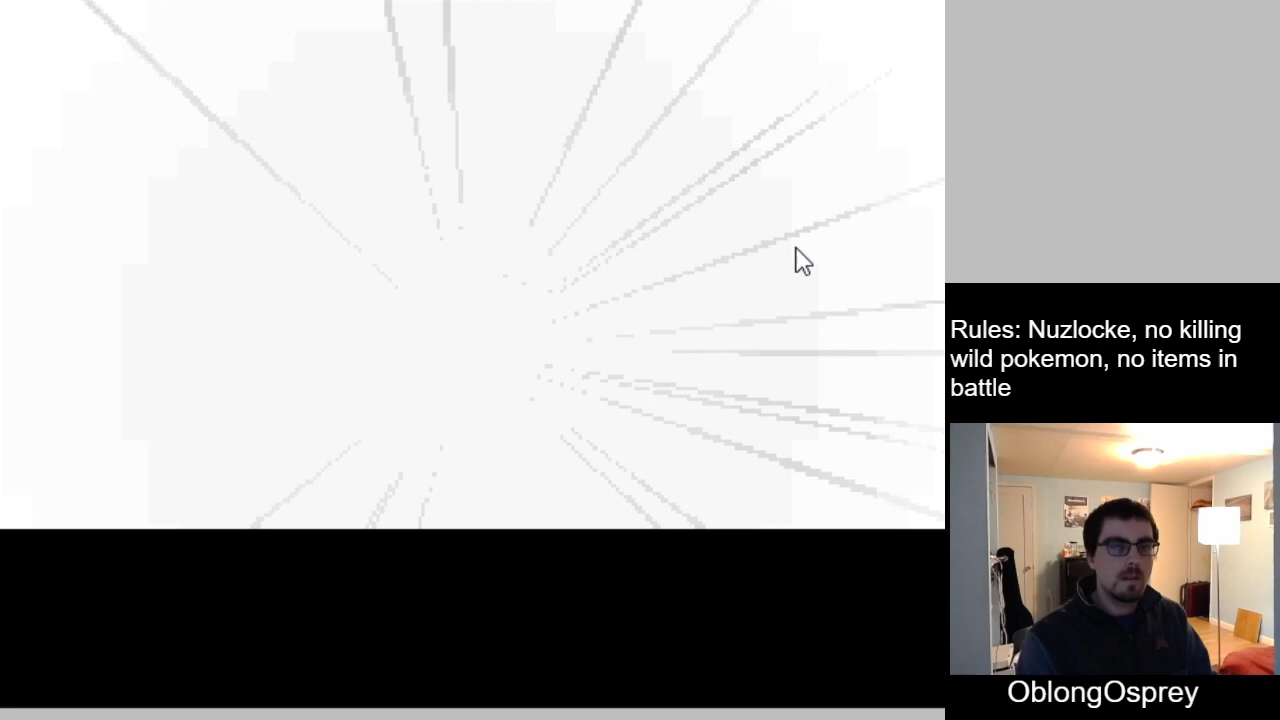 Rules: Nuzlocke, no killing
wild pokemon, no items in
battle
OblongOsprey